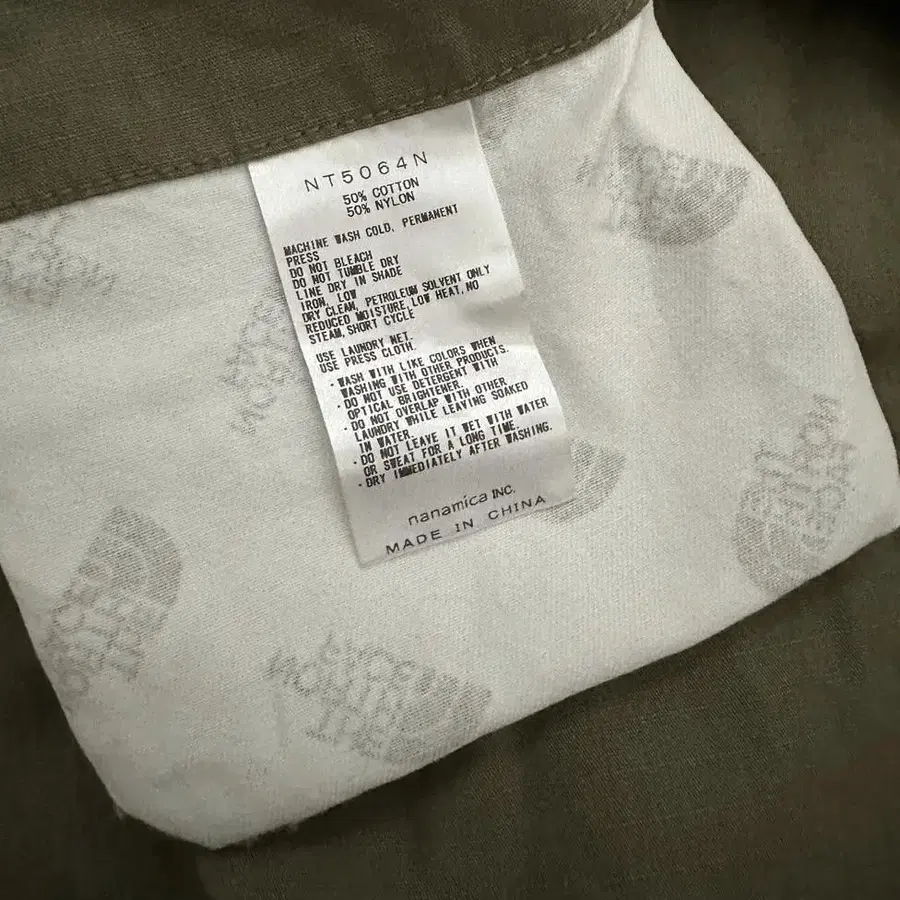 NT5064N
50% COTTON
50% NYLON
MACHINE WASH COLD, PERMANENT
PRESS
DO NOT BLEACH
DO NOT TUMBLE DRY
LINE DRY IN SHADE
IRON, LOW
DRY CLEAN, PETROLEUM SOLVENT ONLY
REDUCED MOISTURE, LOW HEAT, NO
STEAM, SHORT CYCLE
USE LAUNDRY NET.
USE PRESS CLOTH.
・WASH WITH LIKE COLORS WHEN
WASHING WITH OTHER PRODUCTS.
・DO NOT USE DETERGENT WITH
OPTICAL BRIGHTENER.
・DO NOT OVERLAP WITH OTHER
LAUNDRY WHILE LEAVING SOAKED
IN WATER.
・DO NOT LEAVE IT WET WITH WATER
OR SWEAT FOR A LONG TIME.
・DRY IMMEDIATELY AFTER WASHING.
nanamica INC.
MADE IN CHINA